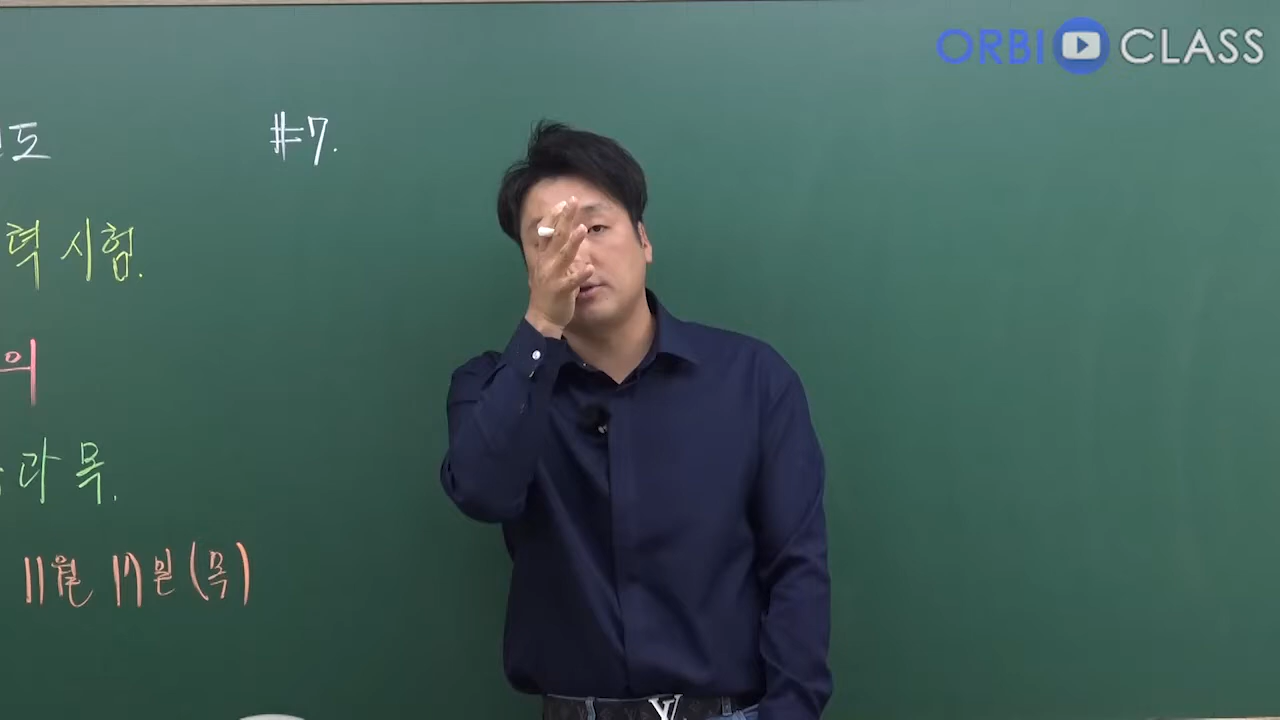 ORBI CLASS
도 #7.
력 시험.
의
과목.
11월 17일 (목)